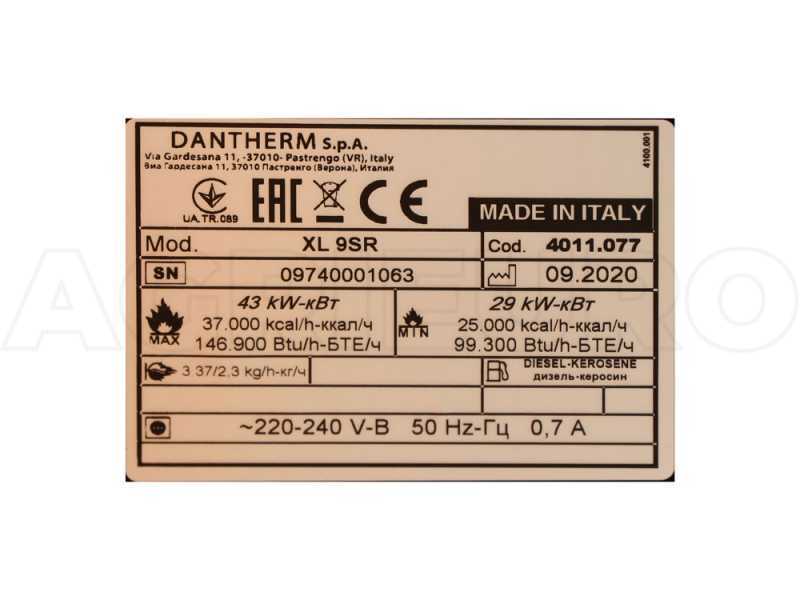 4100.001
DANTHERM S.p.A.
Via Gardesana 11, -37010- Pastrengo (VR), Italy
Виа Гардесана 11, 37010 Пастренго (Верона), Италия
UA.TR.089
EAC
CE
MADE IN ITALY
Mod. XL 9SR Cod. 4011.077
SN 09740001063 09.2020
MAX 43 kW-кВт MIN 29 kW-кВт
37.000 kcal/h-ккал/ч 25.000 kcal/h-ккал/ч
146.900 Btu/h-БТЕ/ч 99.300 Btu/h-БТЕ/ч
3.37/2,3 kg/h-кг/ч DIESEL-KEROSENE
дизель-керосин
~220-240 V-B 50 Hz-Гц 0,7 A
AGRIEURO